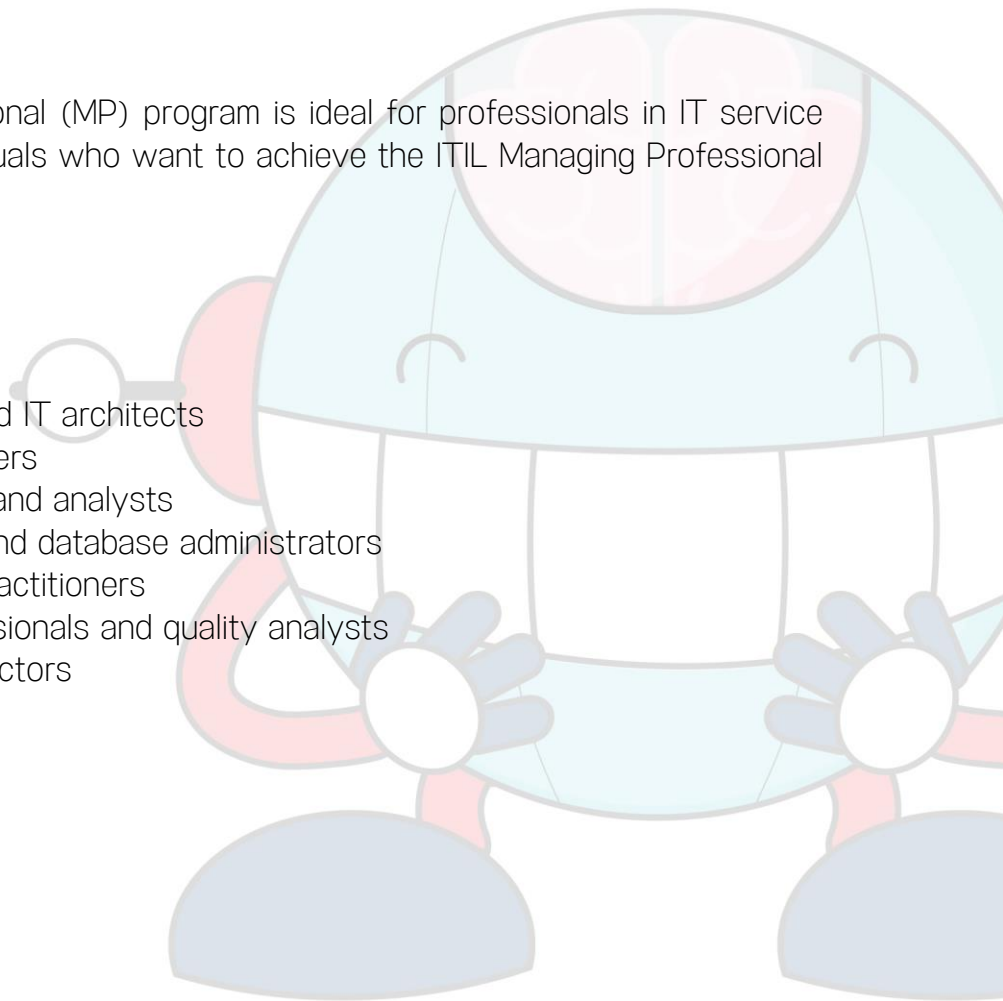 onal (MP) program is ideal for professionals in IT service
uals who want to achieve the ITIL Managing Professional
d IT architects
ers
and analysts
nd database administrators
actitioners
sionals and quality analysts
ctors